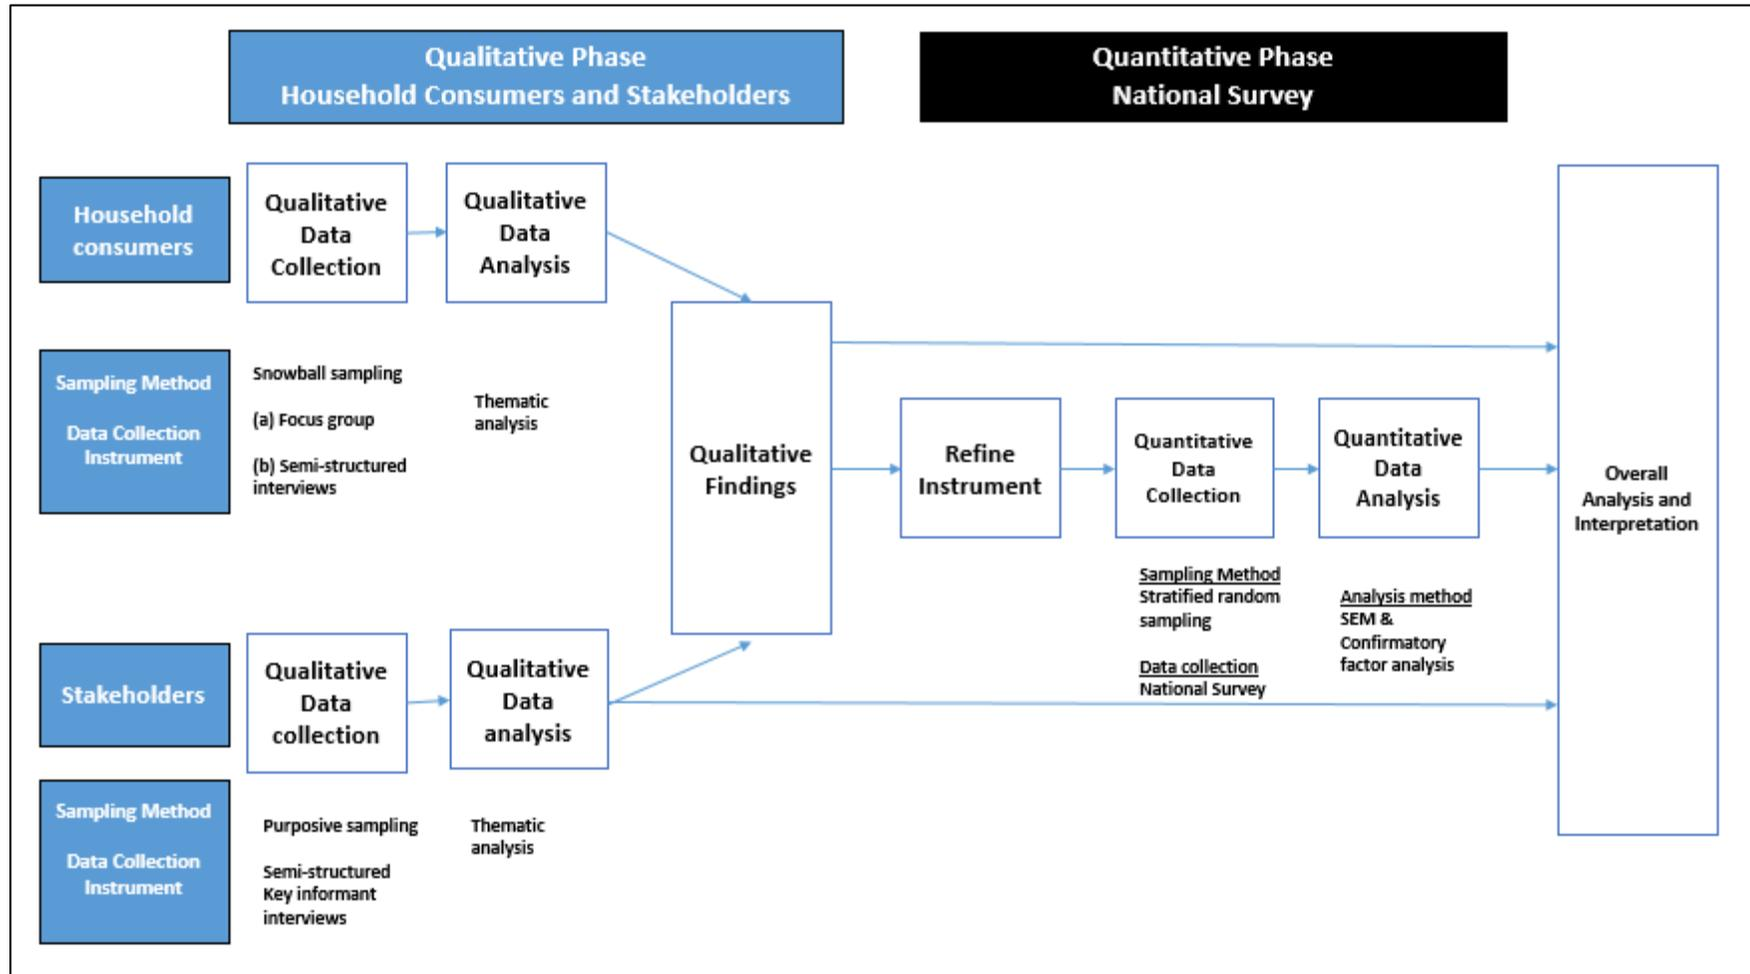 Qualitative Phase
Household Consumers and Stakeholders
Quantitative Phase
National Survey
Household
consumers
Qualitative
Data
Collection
Qualitative
Data
Analysis
Sampling Method
Data Collection
Instrument
Snowball sampling
(a) Focus group
(b) Semi-structured
interviews
Thematic
analysis
Qualitative
Findings
Refine
Instrument
Quantitative
Data
Collection
Quantitative
Data
Analysis
Overall
Analysis and
Interpretation
Sampling Method
Stratified random
sampling
Data collection
National Survey
Analysis method
SEM &
Confirmatory
factor analysis
Stakeholders
Qualitative
Data
collection
Qualitative
Data
analysis
Sampling Method
Data Collection
Instrument
Purposive sampling
Semi-structured
Key informant
interviews
Thematic
analysis